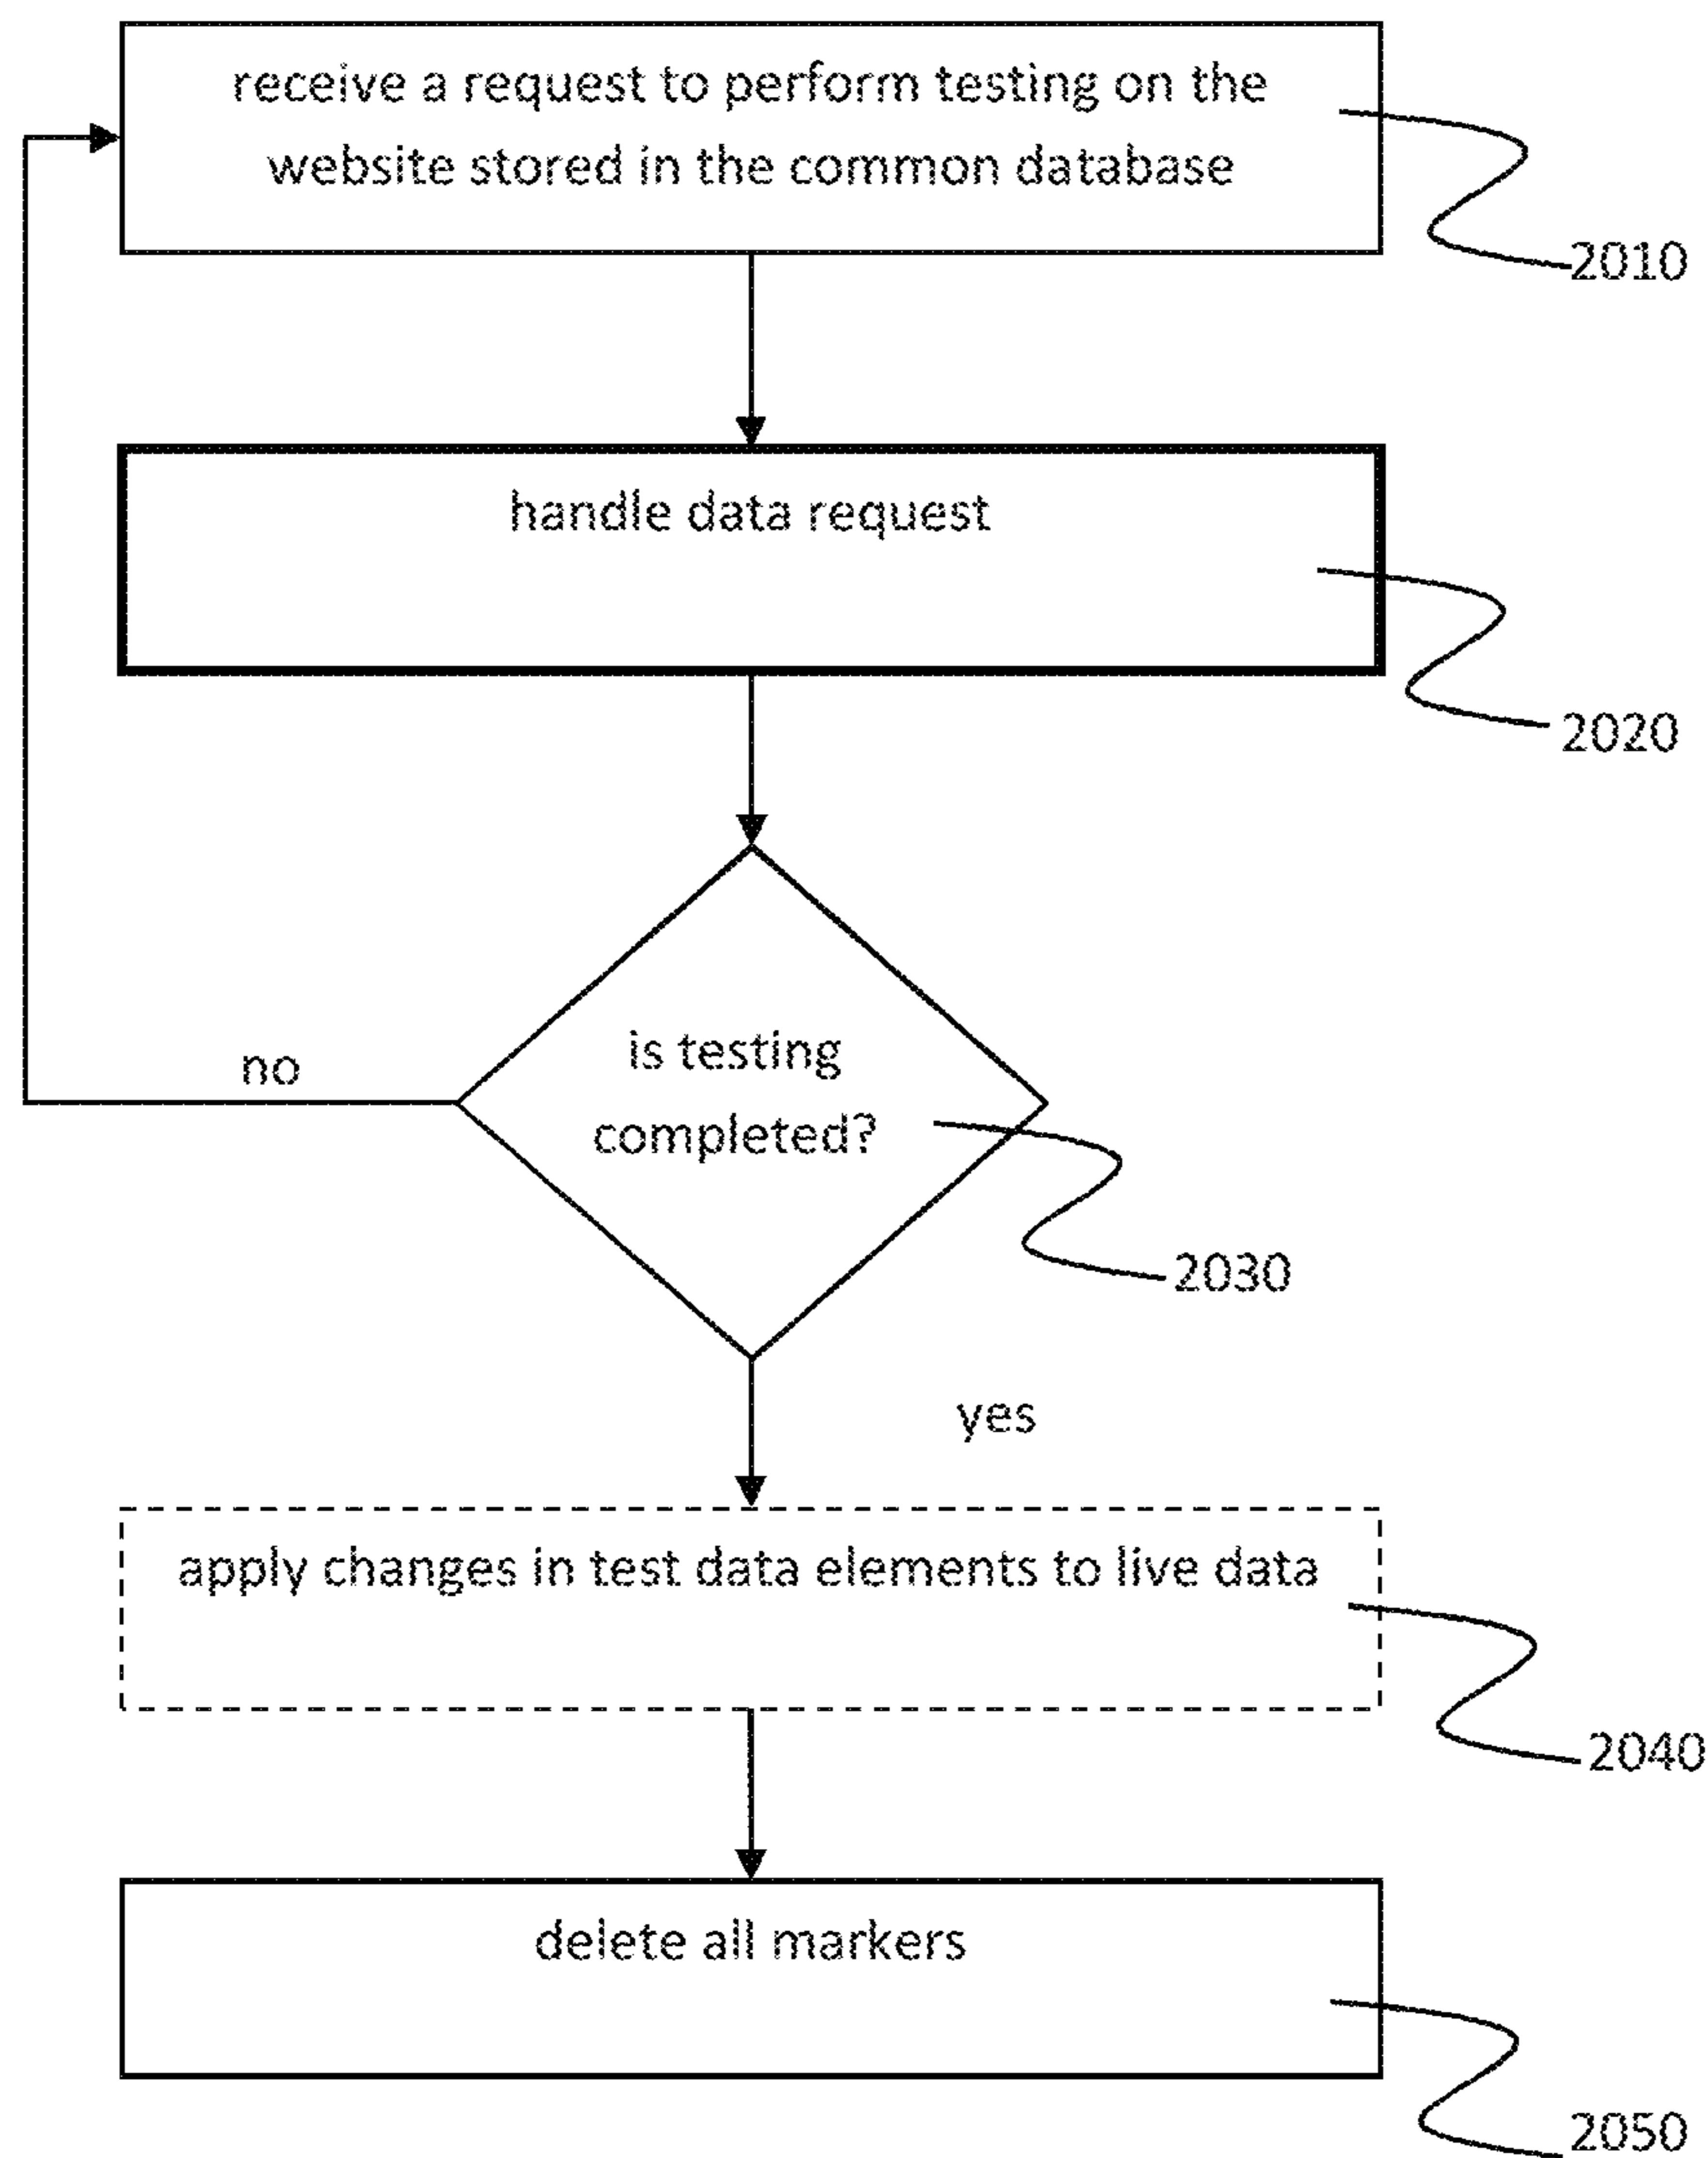 receive a request to perform testing on the
website stored in the common database
2010
handle data request
2020
is testing
completed?
no
2030
yes
apply changes in test data elements to live data
2040
delete all markers
2050